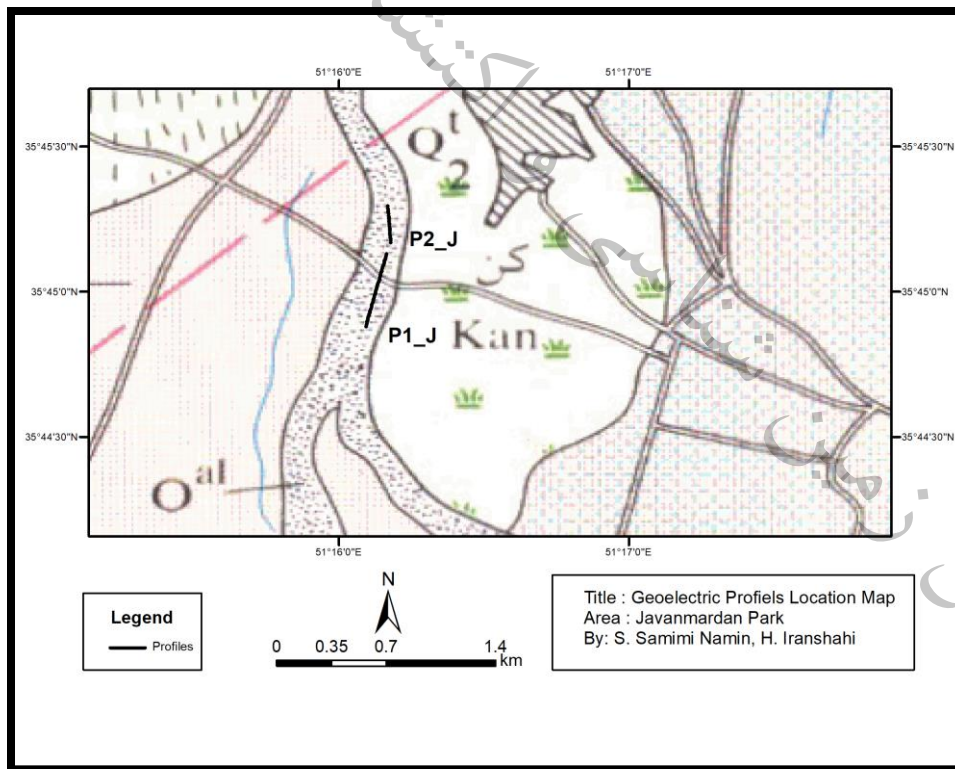 51°16'0"E
51°17'0"E
35°45'30"N
35°45'30"N
Q t 2
P2_J
کن
35°45'0"N
35°45'0"N
P1_J
Kan
35°44'30"N
35°44'30"N
Q al
51°16'0"E
51°17'0"E
Legend
Profiles
N
0 0.35 0.7 1.4
km
Title : Geoelectric Profiels Location Map
Area : Javanmardan Park
By: S. Samimi Namin, H. Iranshahi